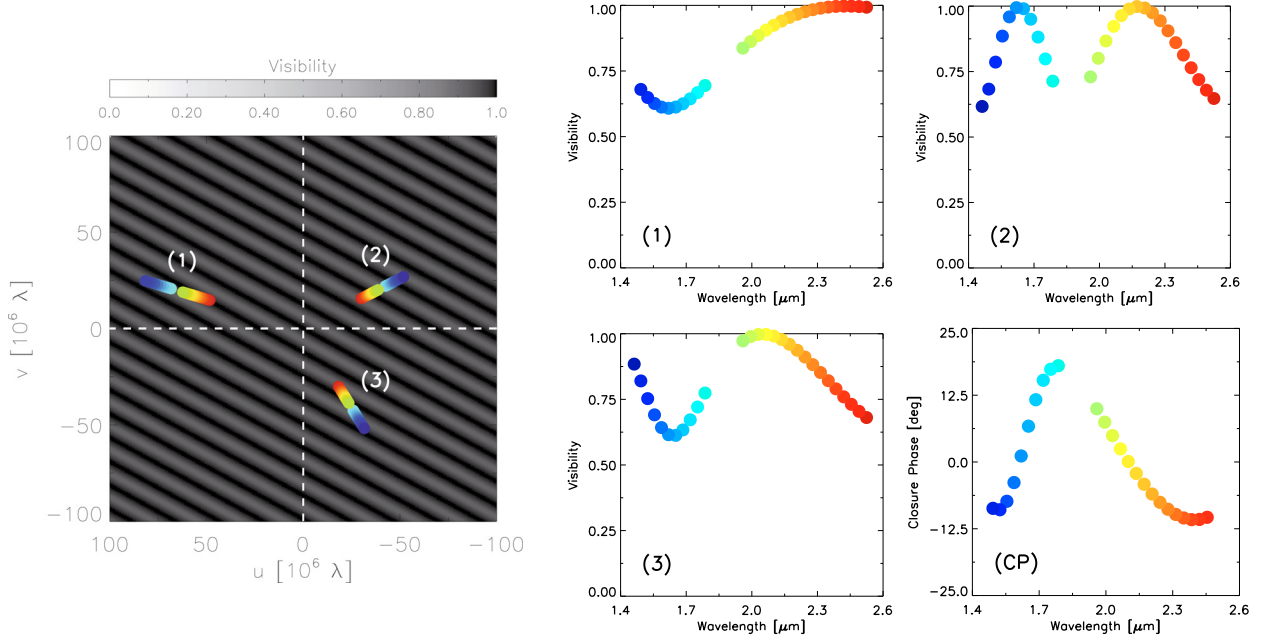 Visibility
0.0 0.20 0.40 0.60 0.80 1.0
100
50
0
−50
−100
v [10⁶ λ]
(1)
(2)
(3)
100 50 0 −50 −100
u [10⁶ λ]
1.00
0.75
0.50
0.25
0.00
Visibility
(1)
1.4 1.7 2.0 2.3 2.6
Wavelength [μm]
1.00
0.75
0.50
0.25
0.00
Visibility
(2)
1.4 1.7 2.0 2.3 2.6
Wavelength [μm]
1.00
0.75
0.50
0.25
0.00
Visibility
(3)
1.4 1.7 2.0 2.3 2.6
Wavelength [μm]
25.0
12.5
0.0
−12.5
−25.0
Closure Phase [deg]
(CP)
1.4 1.7 2.0 2.3 2.6
Wavelength [μm]